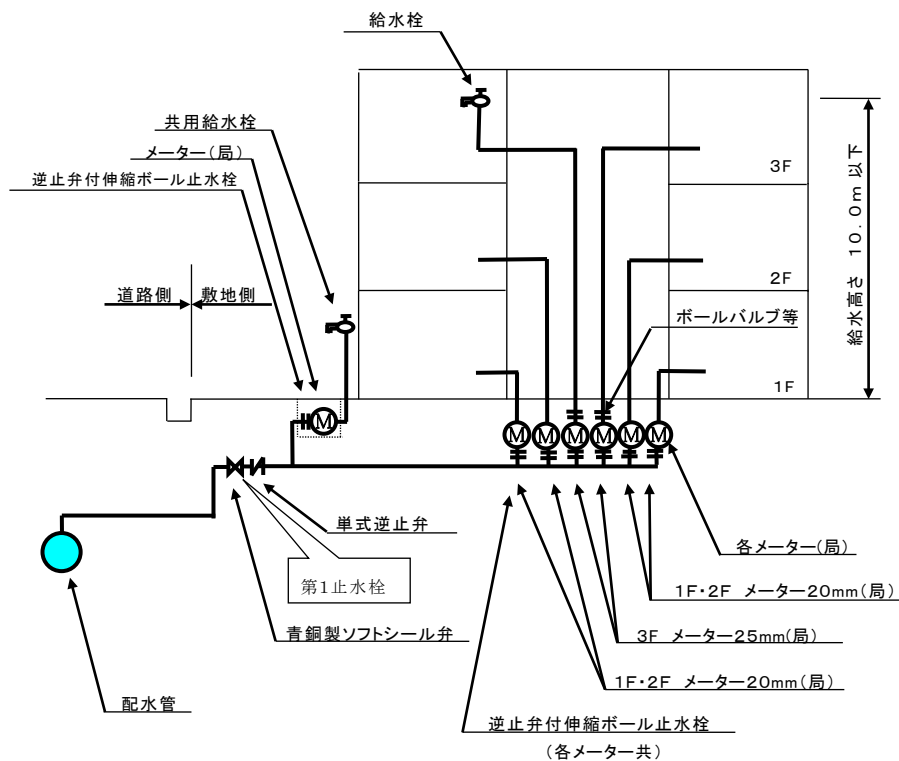 給水栓
共用給水栓
メーター(局)
逆止弁付伸縮ボール止水栓
3F
給水高さ 10.0m以下
道路側
敷地側
2F
ボールバルブ等
1F
M
M M M M M M
単式逆止弁
各メーター(局)
第1止水栓
1F・2F メーター20mm(局)
青銅製ソフトシール弁
3F メーター25mm(局)
1F・2F メーター20mm(局)
配水管
逆止弁付伸縮ボール止水栓
(各メーター共)